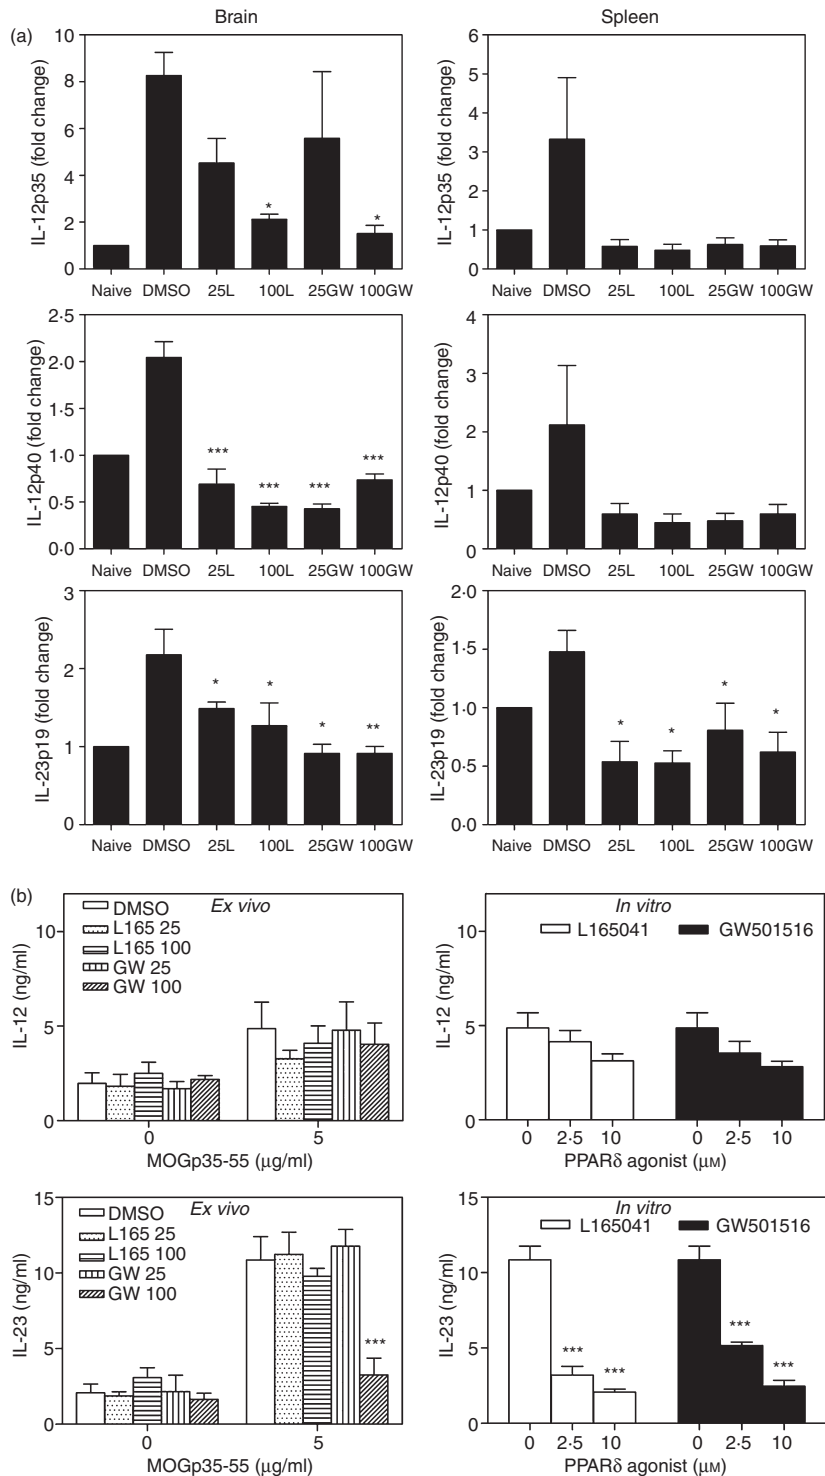 Brain Spleen
(a)
IL-12p35 (fold change)
10
8
6
4
2
0
Naive DMSO 25L 100L 25GW 100GW
* *
IL-12p35 (fold change)
6
5
4
3
2
1
0
Naive DMSO 25L 100L 25GW 100GW
IL-12p40 (fold change)
2·5
2·0
1·5
1·0
0·5
0·0
*** *** *** ***
Naive DMSO 25L 100L 25GW 100GW
IL-12p40 (fold change)
4
3
2
1
0
Naive DMSO 25L 100L 25GW 100GW
IL-23p19 (fold change)
3
2
1
0
* * * **
Naive DMSO 25L 100L 25GW 100GW
IL-23p19 (fold change)
2·0
1·5
1·0
0·5
0·0
* * * *
Naive DMSO 25L 100L 25GW 100GW
(b)
Ex vivo
DMSO
L165 25
L165 100
GW 25
GW 100
IL-12 (ng/ml)
10
5
0
0 5
MOGp35-55 (µg/ml)
In vitro
L165041 GW501516
IL-12 (ng/ml)
10
5
0
0 2·5 10 0 2·5 10
PPARδ agonist (µM)
Ex vivo
DMSO
L165 25
L165 100
GW 25
GW 100
IL-23 (ng/ml)
15
10
5
0
***
0 5
MOGp35-55 (µg/ml)
In vitro
L165041 GW501516
IL-23 (ng/ml)
15
10
5
0
*** *** *** ***
0 2·5 10 0 2·5 10
PPARδ agonist (µM)